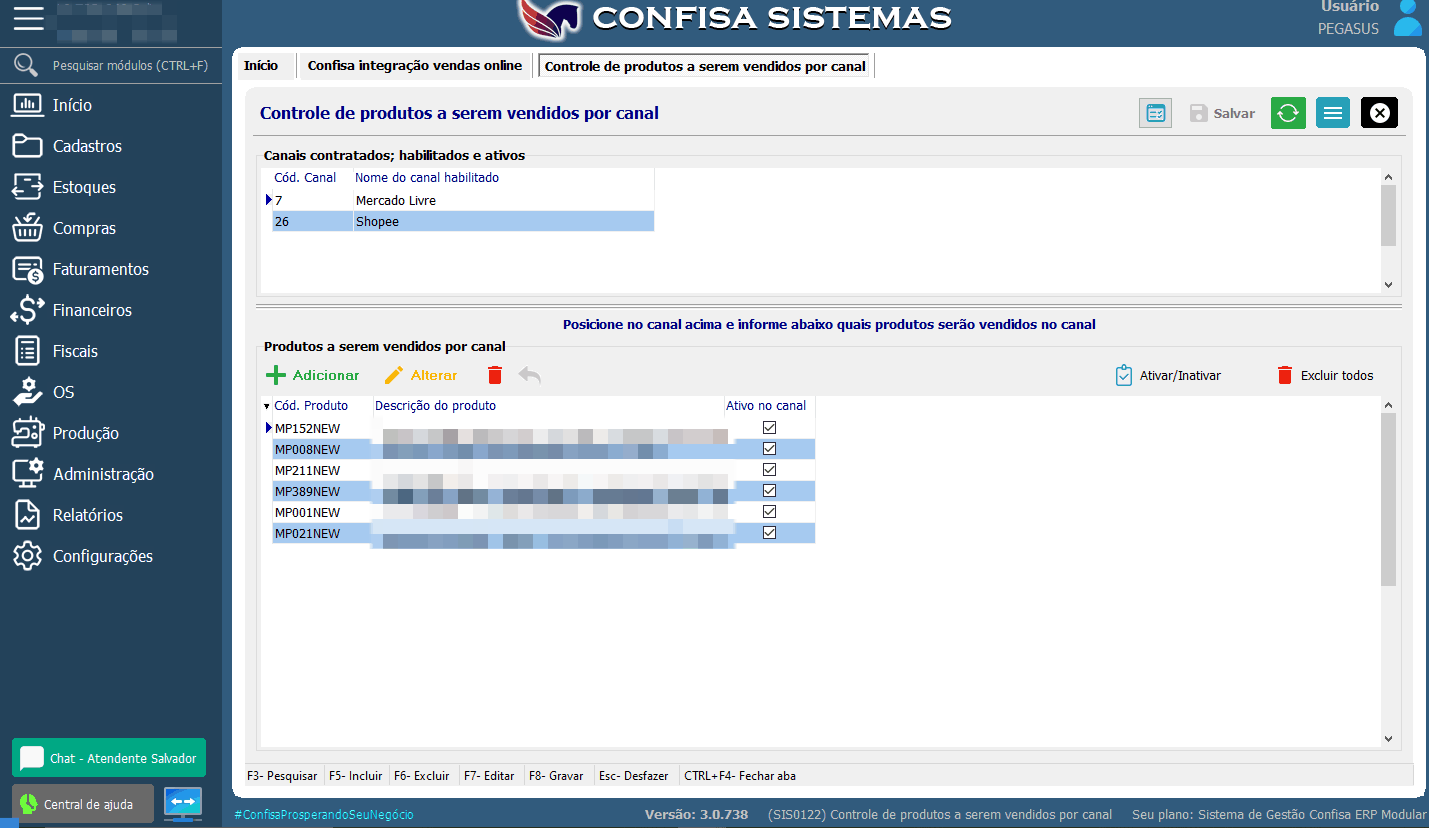 CONFISA SISTEMAS
Usuário
PEGASUS
Pesquisar módulos (CTRL+F)
Início
Cadastros
Estoques
Compras
Faturamentos
Financeiros
Fiscais
OS
Produção
Administração
Relatórios
Configurações
Chat - Atendente Salvador
Central de ajuda
Início Confisa integração vendas online Controle de produtos a serem vendidos por canal
Controle de produtos a serem vendidos por canal Salvar
Canais contratados; habilitados e ativos
Cód. Canal Nome do canal habilitado
7 Mercado Livre
26 Shopee
Posicione no canal acima e informe abaixo quais produtos serão vendidos no canal
Produtos a serem vendidos por canal
Adicionar Alterar Ativar/Inativar Excluir todos
Cód. Produto Descrição do produto Ativo no canal
MP152NEW
MP008NEW
MP211NEW
MP389NEW
MP001NEW
MP021NEW
F3- Pesquisar F5- Incluir F6- Excluir F7- Editar F8- Gravar Esc- Desfazer CTRL+F4- Fechar aba
#ConfisaProsperandoSeuNegócio Versão: 3.0.738 (SIS0122) Controle de produtos a serem vendidos por canal Seu plano: Sistema de Gestão Confisa ERP Modular